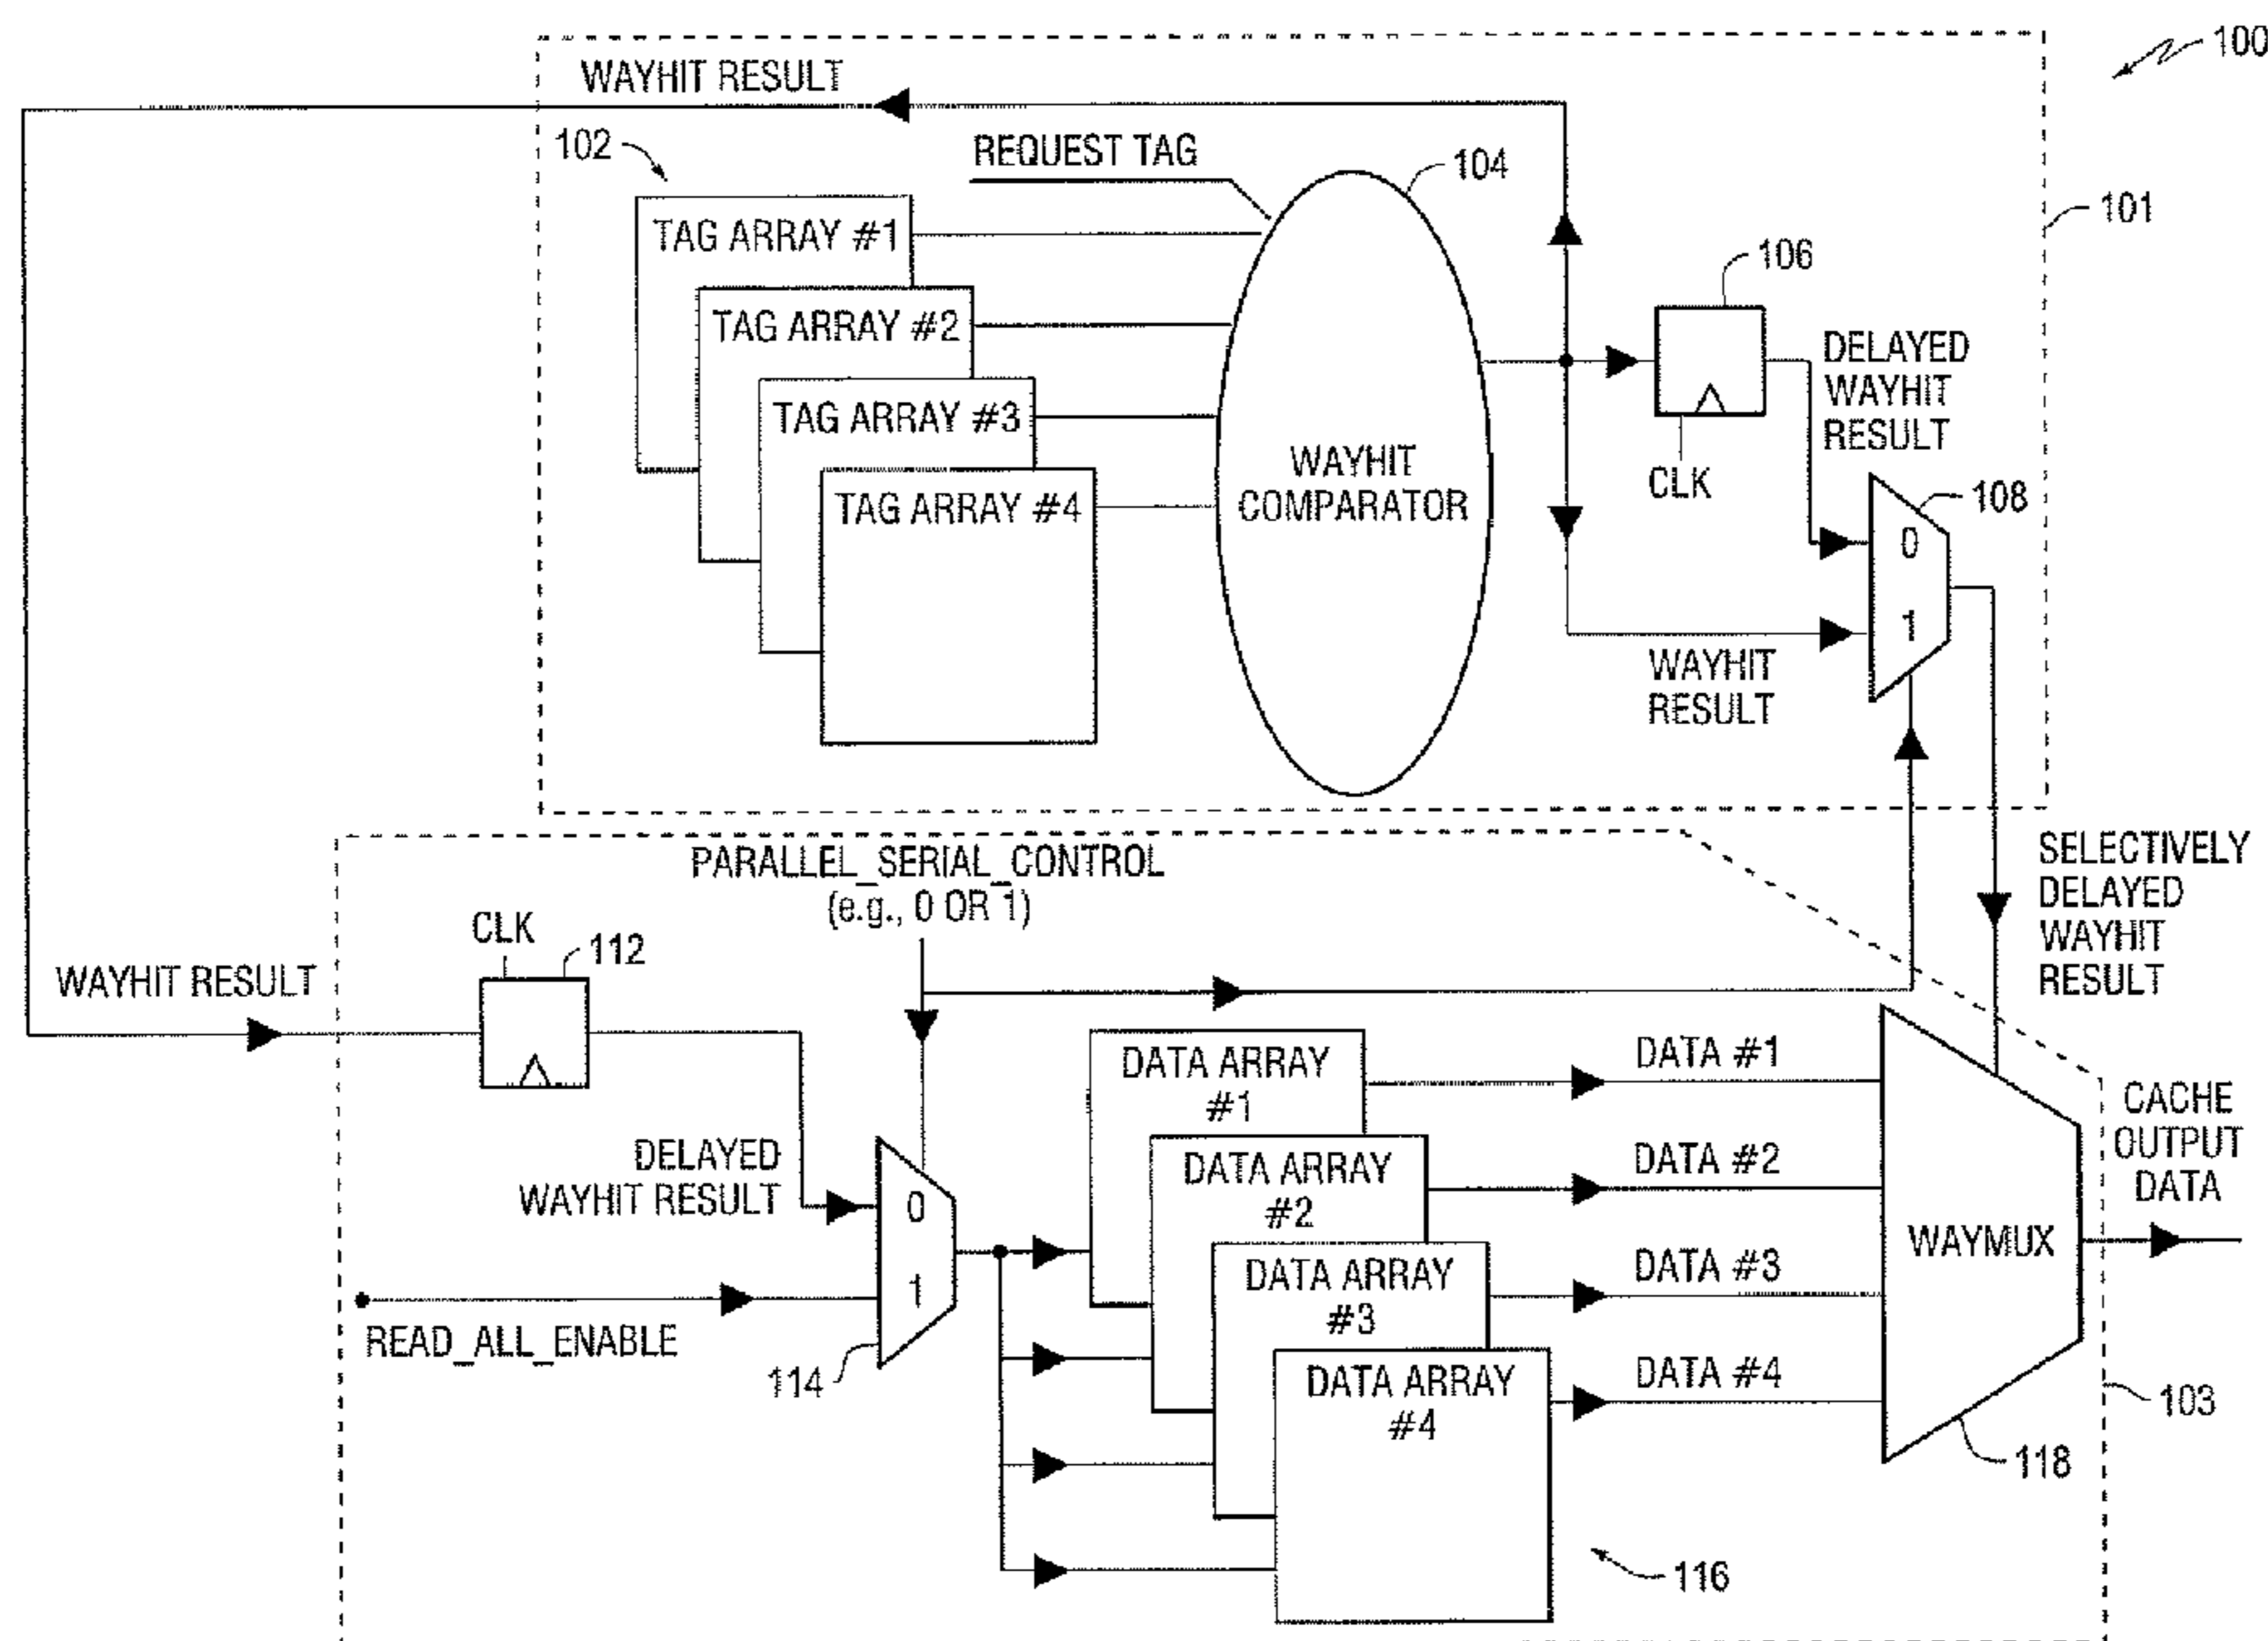 100
WAYHIT RESULT
102
REQUEST TAG
104
101
TAG ARRAY #1
106
TAG ARRAY #2
DELAYED
WAYHIT
RESULT
TAG ARRAY #3
WAYHIT
COMPARATOR
CLK
108
TAG ARRAY #4
0
1
WAYHIT
RESULT
PARALLEL_SERIAL_CONTROL
(e.g., 0 OR 1)
SELECTIVELY
DELAYED
WAYHIT
RESULT
CLK
112
WAYHIT RESULT
DATA ARRAY
#1
DATA #1
CACHE
OUTPUT
DATA
DELAYED
WAYHIT RESULT
0
1
DATA ARRAY
#2
DATA #2
WAYMUX
DATA ARRAY
#3
DATA #3
READ_ALL_ENABLE
114
DATA ARRAY
#4
DATA #4
103
118
116